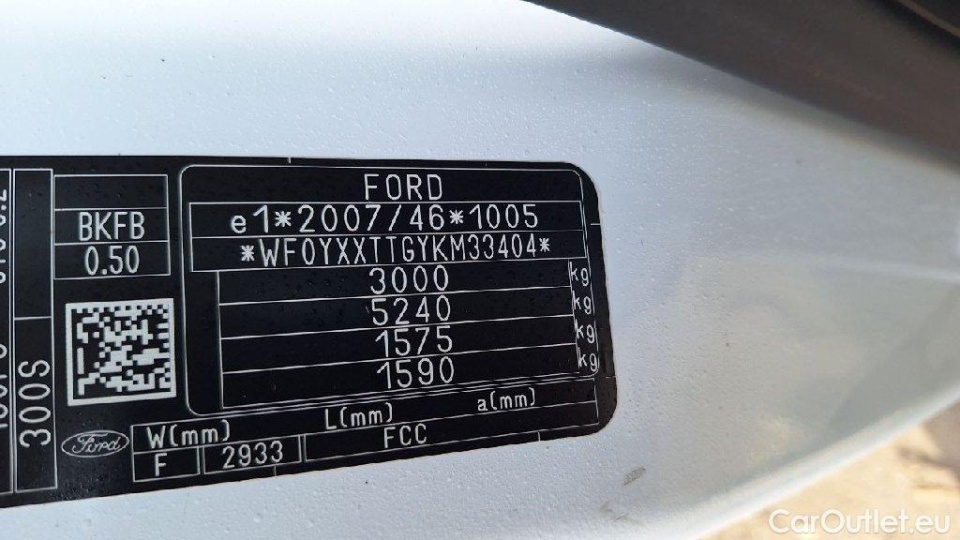 FORD
e1*2007/46*1005
*WF0YXXTTGYKM33404*
3000 kg
5240 kg
1575 kg
1590 kg
BKFB
0.50
300S
Ford
W(mm) L(mm) a(mm)
F 2933 FCC
CarOutlet.eu